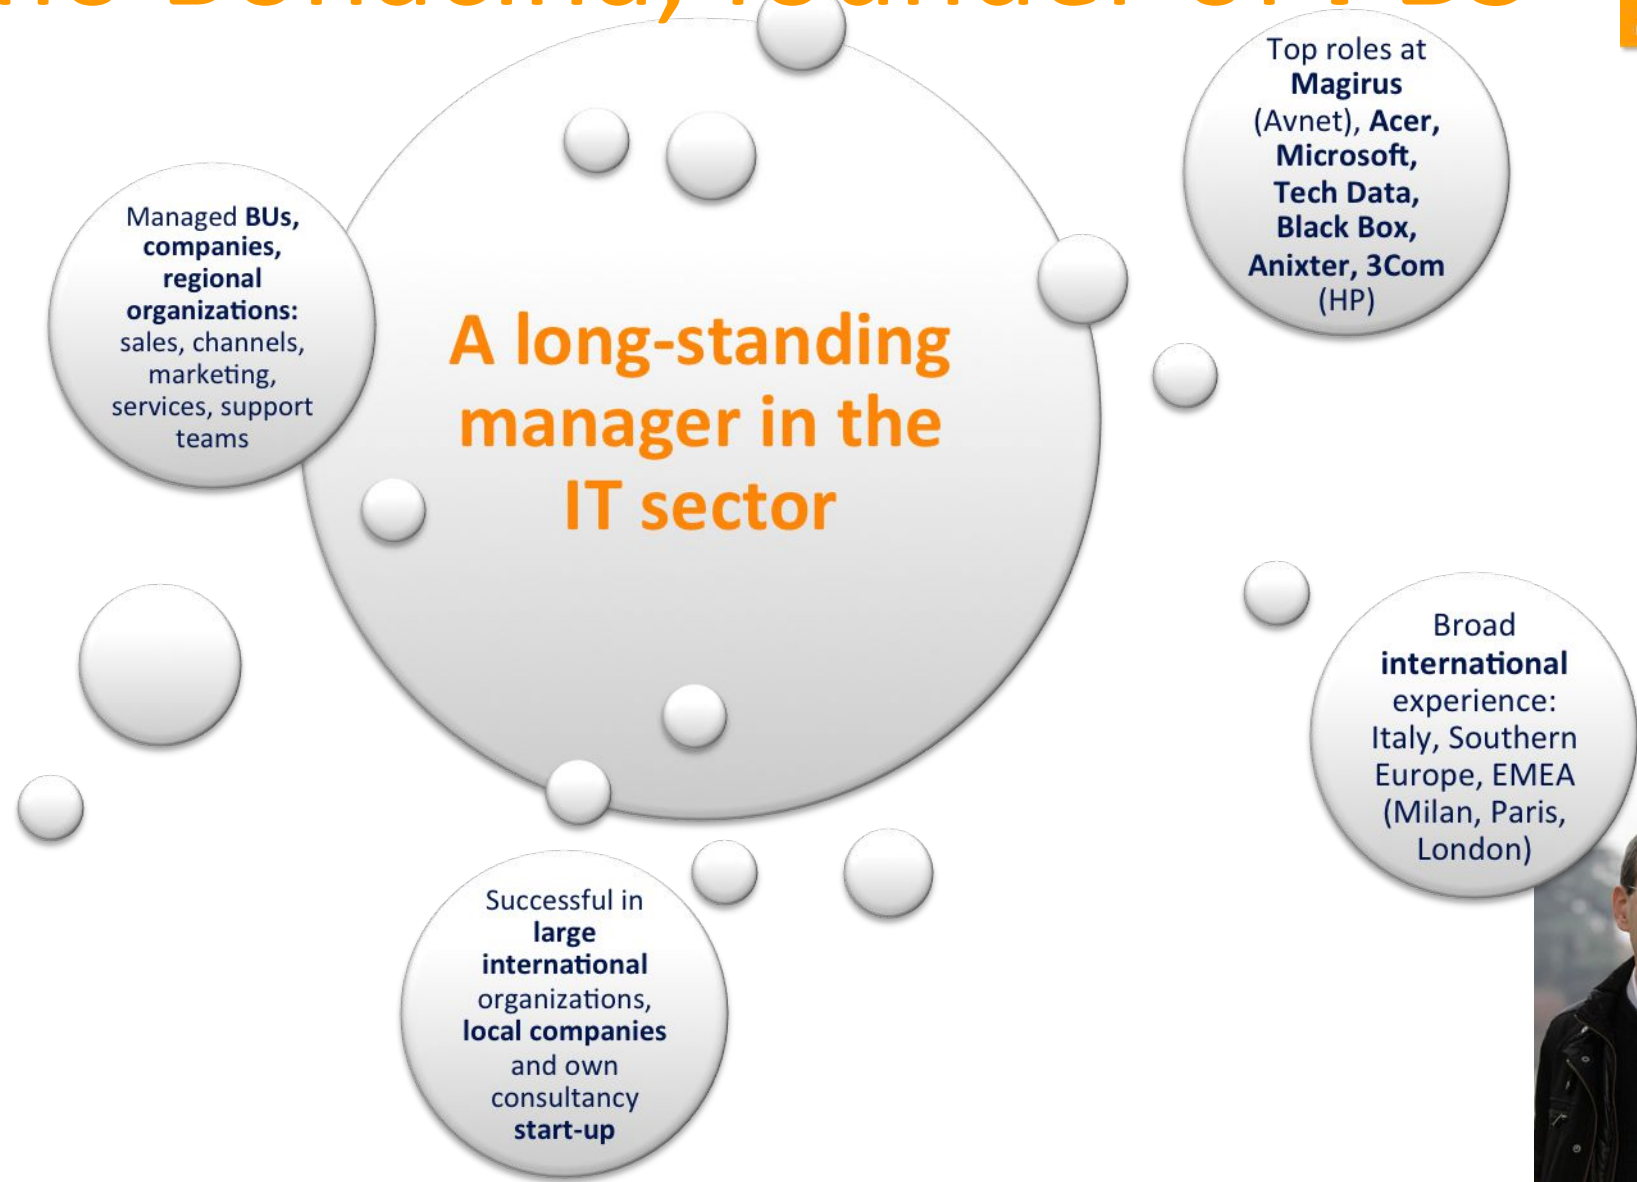 founder of
Top roles at
Magirus
(Avnet), Acer,
Microsoft,
Tech Data,
Black Box,
Anixter, 3Com
(HP)
Managed BUs,
companies,
regional
organizations:
sales, channels,
marketing,
services, support
teams
A long-standing
manager in the
IT sector
Broad
international
experience:
Italy, Southern
Europe, EMEA
(Milan, Paris,
London)
Successful in
large
international
organizations,
local companies
and own
consultancy
start-up